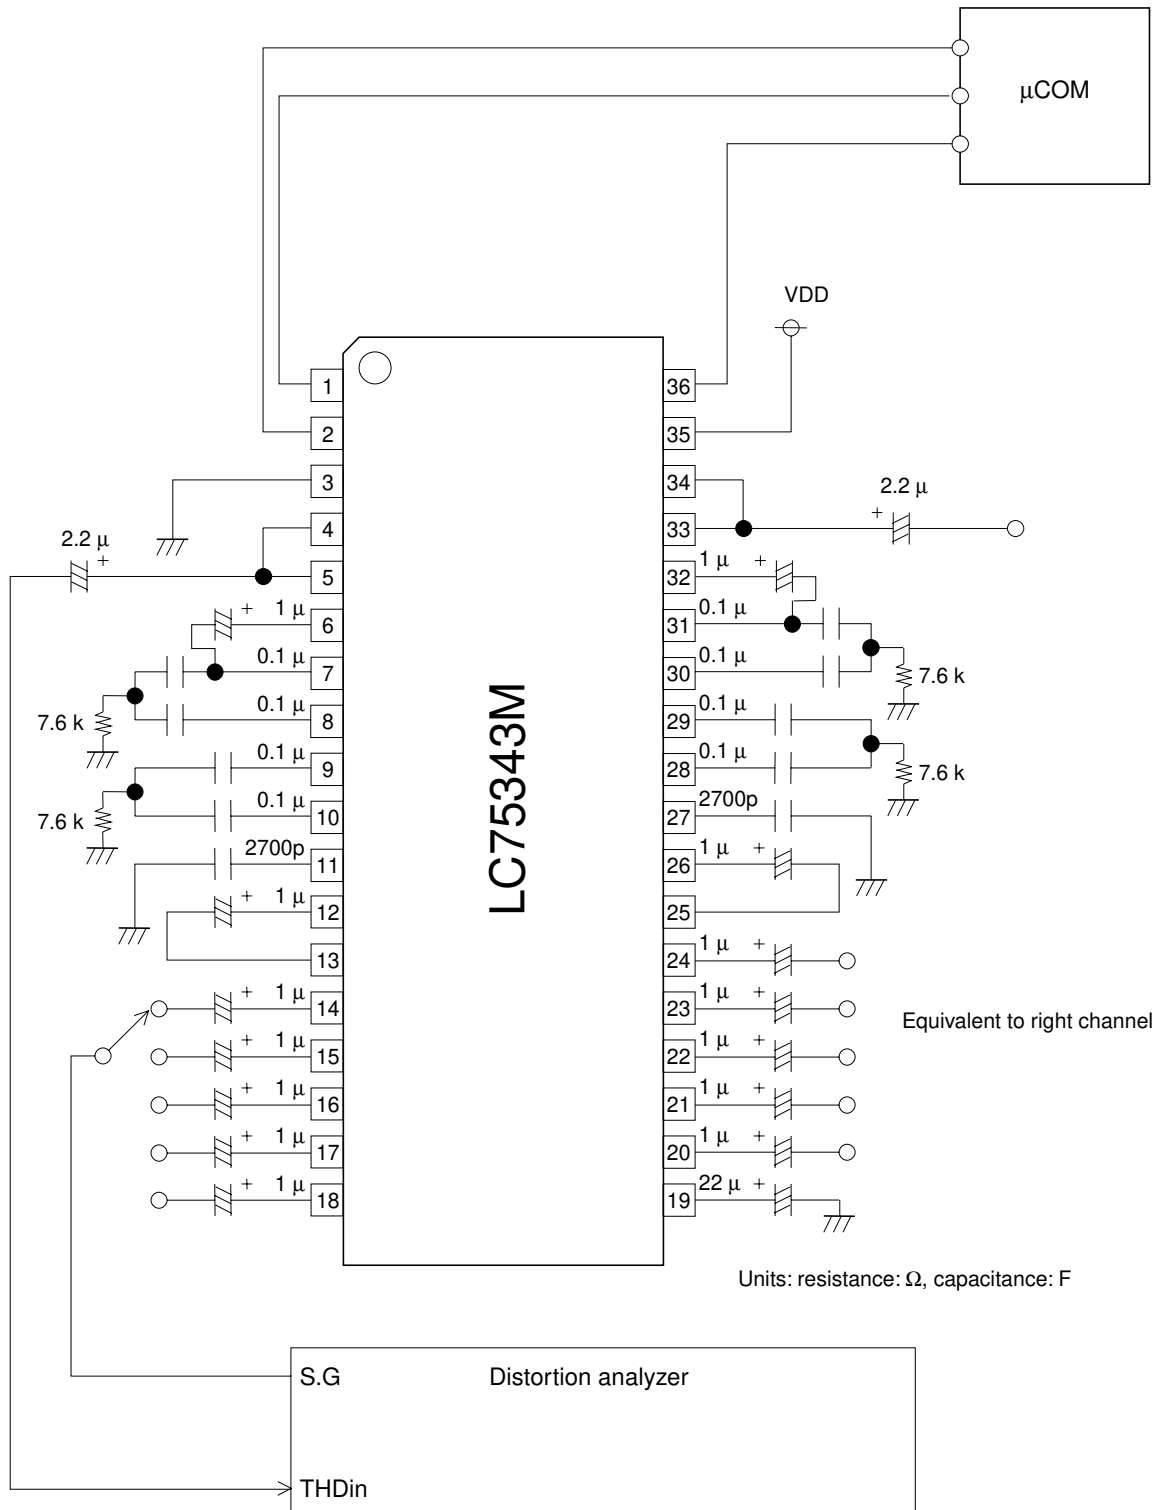 μCOM
VDD
1
36
2
35
3
34
2.2 μ
+
4
33
2.2 μ
+
5
1 μ
+
32
+
1 μ
6
0.1 μ
31
0.1 μ
7
0.1 μ
30
7.6 k
7.6 k
0.1 μ
8
0.1 μ
29
0.1 μ
9
0.1 μ
28
7.6 k
7.6 k
0.1 μ
10
2700p
27
2700p
11
1 μ
+
26
+
1 μ
12
25
13
1 μ
+
24
+
1 μ
14
1 μ
+
23
Equivalent to right channel
+
1 μ
15
1 μ
+
22
+
1 μ
16
1 μ
+
21
+
1 μ
17
1 μ
+
20
+
1 μ
18
22 μ
+
19
LC75343M
Units: resistance: Ω, capacitance: F
S.G
Distortion analyzer
THDin